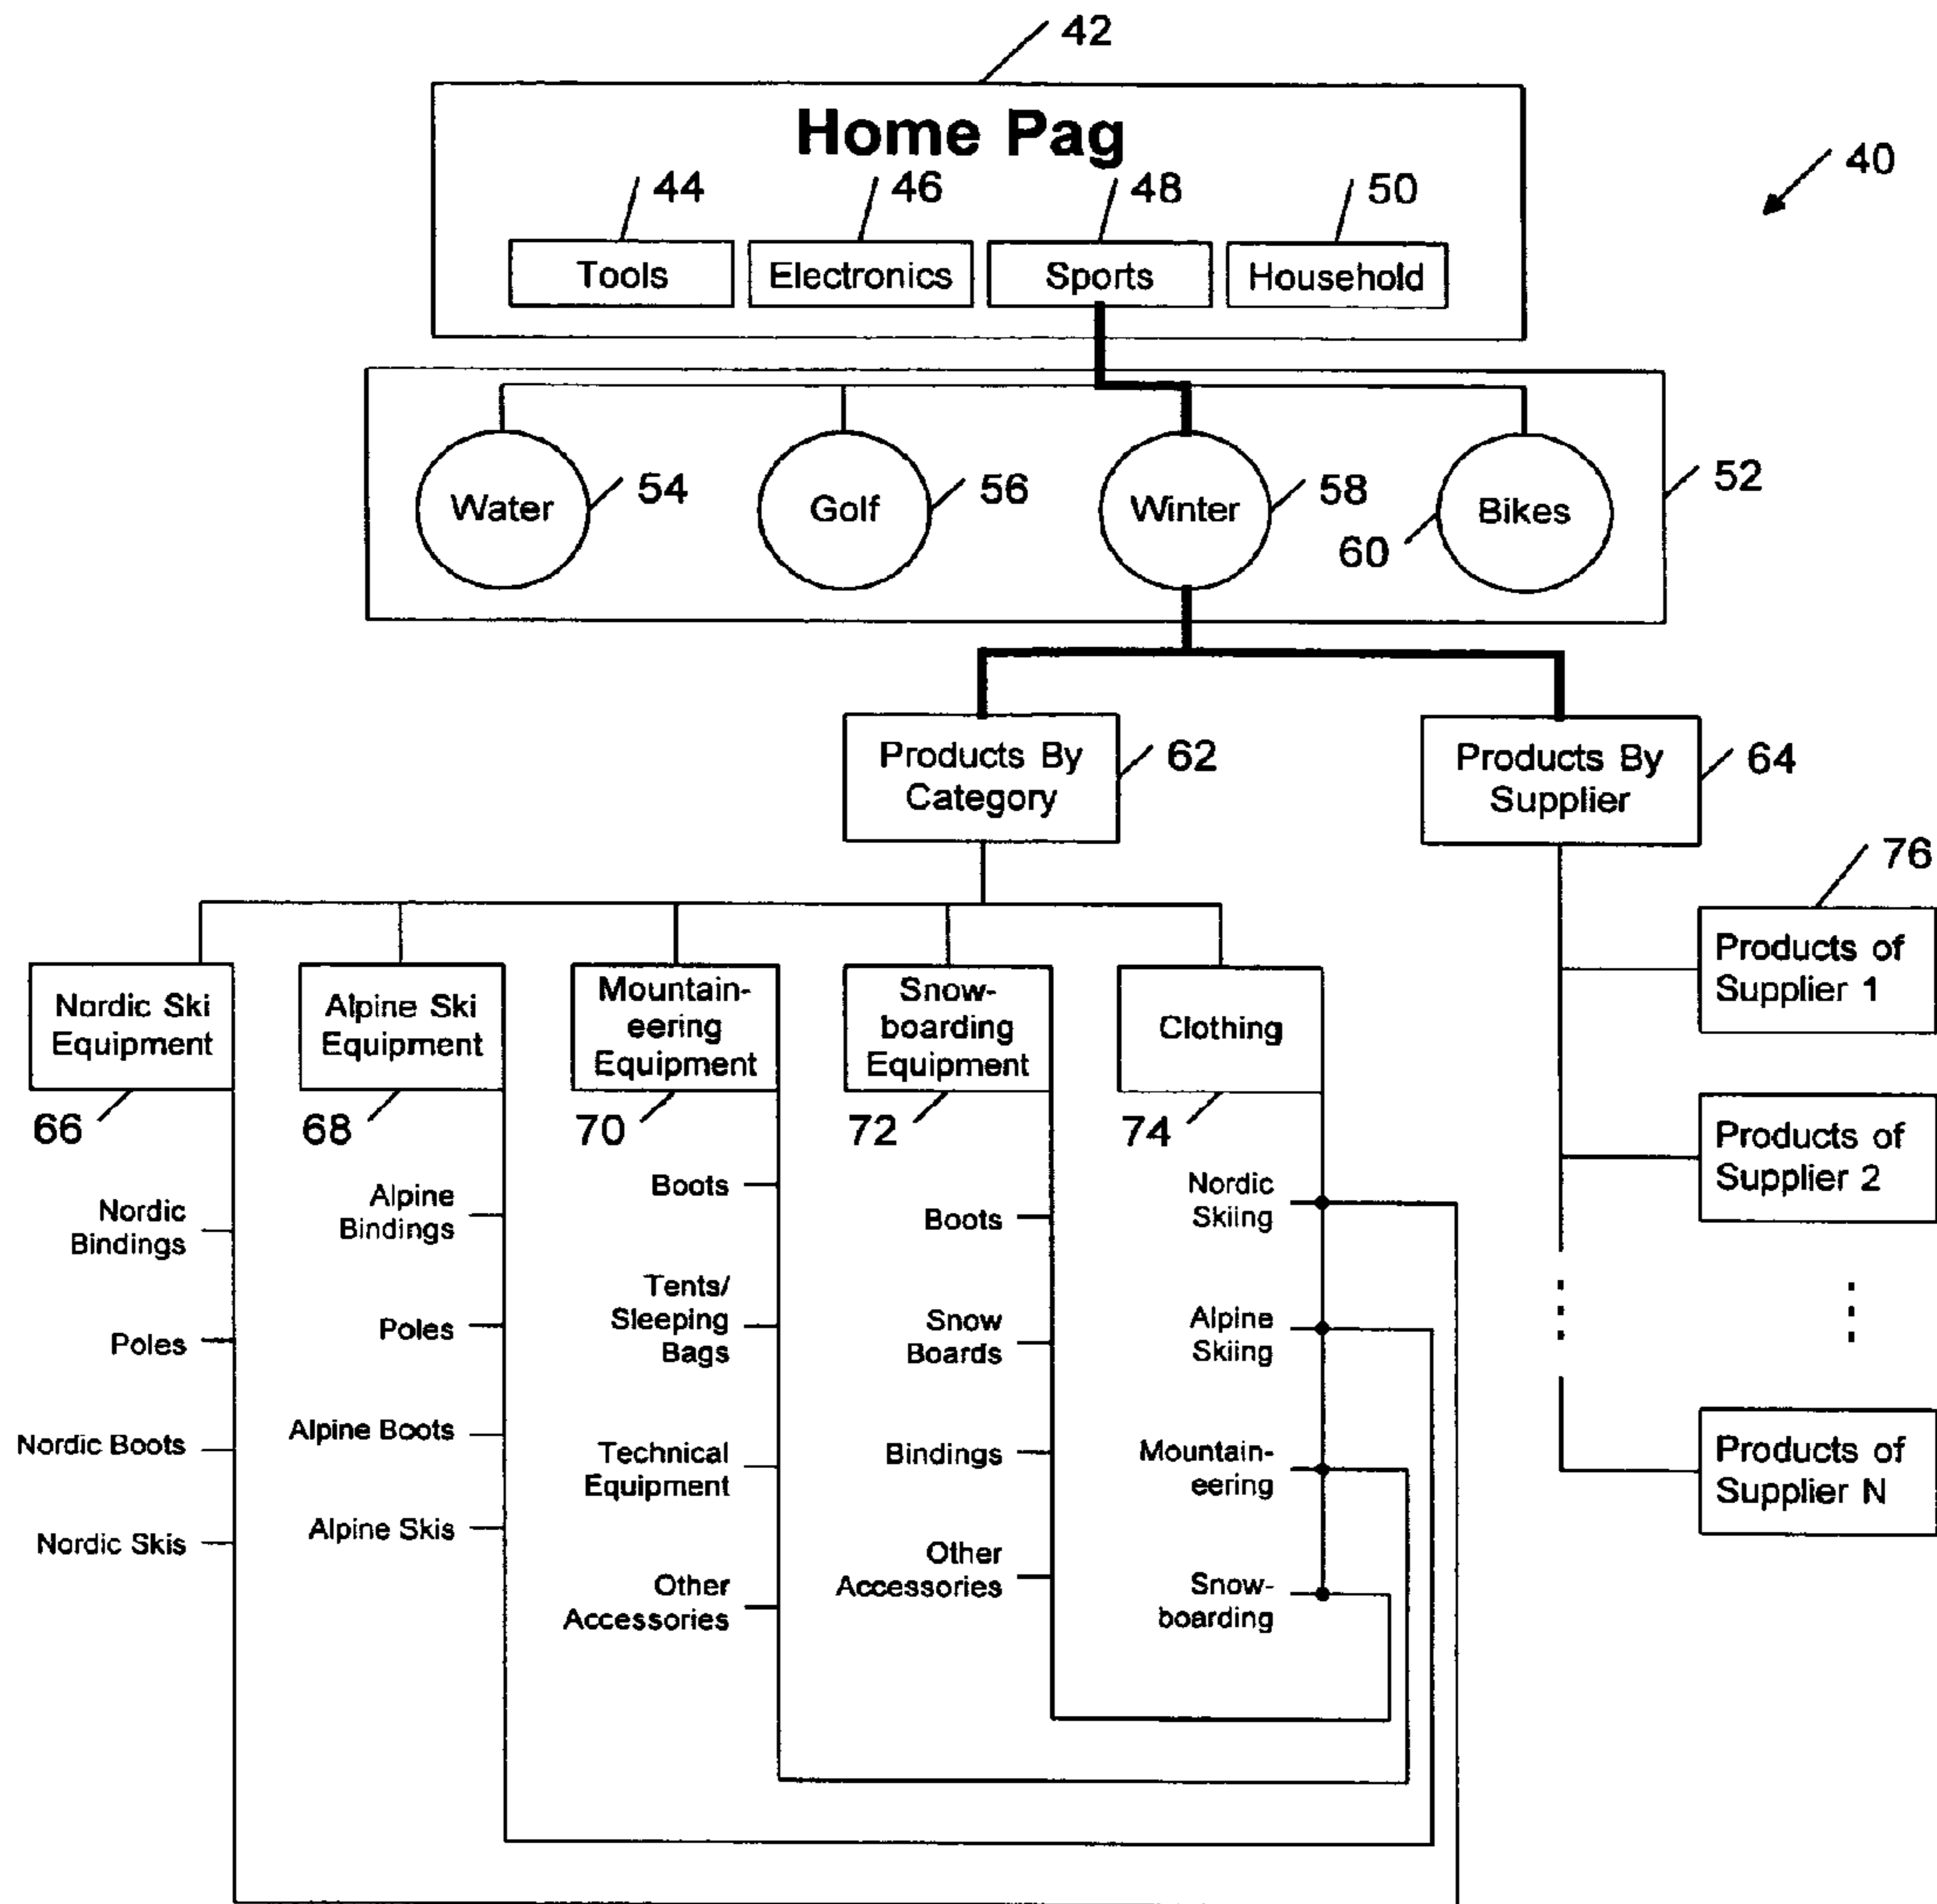 42
Home Pag
40
44
46
48
50
Tools
Electronics
Sports
Household
Water
54
Golf
56
Winter
58
60
Bikes
52
Products By
Category
62
Products By
Supplier
64
76
Products of
Supplier 1
Products of
Supplier 2
Products of
Supplier N
Nordic Ski
Equipment
66
Alpine Ski
Equipment
68
Mountain-
eering
Equipment
70
Snow-
boarding
Equipment
72
Clothing
74
Nordic
Bindings
Poles
Nordic Boots
Nordic Skis
Alpine
Bindings
Poles
Alpine Boots
Alpine Skis
Boots
Tents/
Sleeping
Bags
Technical
Equipment
Other
Accessories
Boots
Snow
Boards
Bindings
Other
Accessories
Nordic
Skiing
Alpine
Skiing
Mountain-
eering
Snow-
boarding